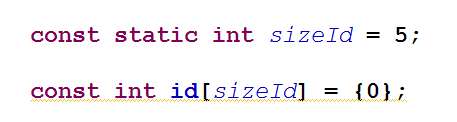 const static int sizeId = 5;
const int id[sizeId] = {0};